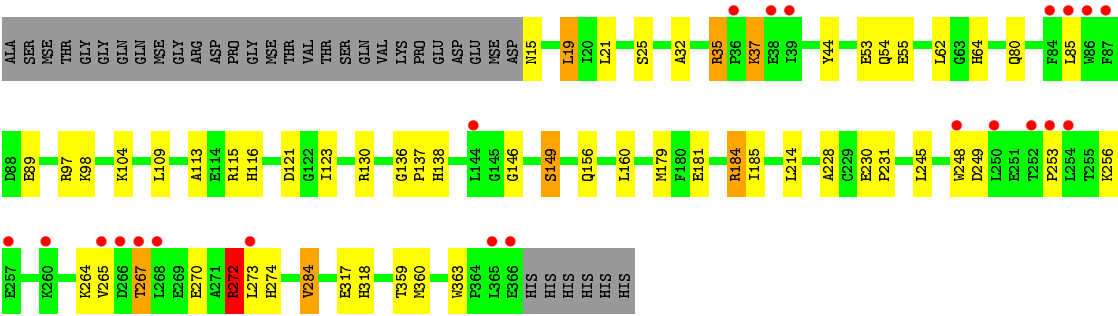 ALA SER MSE THR GLY GLY GLN GLN MSE GLY ARG ASP PRO GLY MSE THR VAL THR SER GLN VAL LYS PRO GLU ASP GLU MSE ASP N15 L19 I20 L21 S25 A32 R35 P36 K37 E38 I39 Y44 E53 Q54 E55 L62 G63 H64 Q80 F84 L85 W86 F87
D88 E89 R97 K98 K104 L109 A113 E114 R115 H116 D121 G122 I123 R130 G136 P137 H138 L144 G145 G146 S149 Q156 L160 M179 F180 E181 R184 I185 L214 A228 C229 E230 P231 L245 W248 D249 L250 E251 T252 P253 L254 T255 K256
E257 K260 K264 V265 D266 T267 L268 E269 E270 A271 R272 L273 H274 V284 E317 H318 T359 M360 W363 P364 L365 E366 HIS HIS HIS HIS HIS HIS